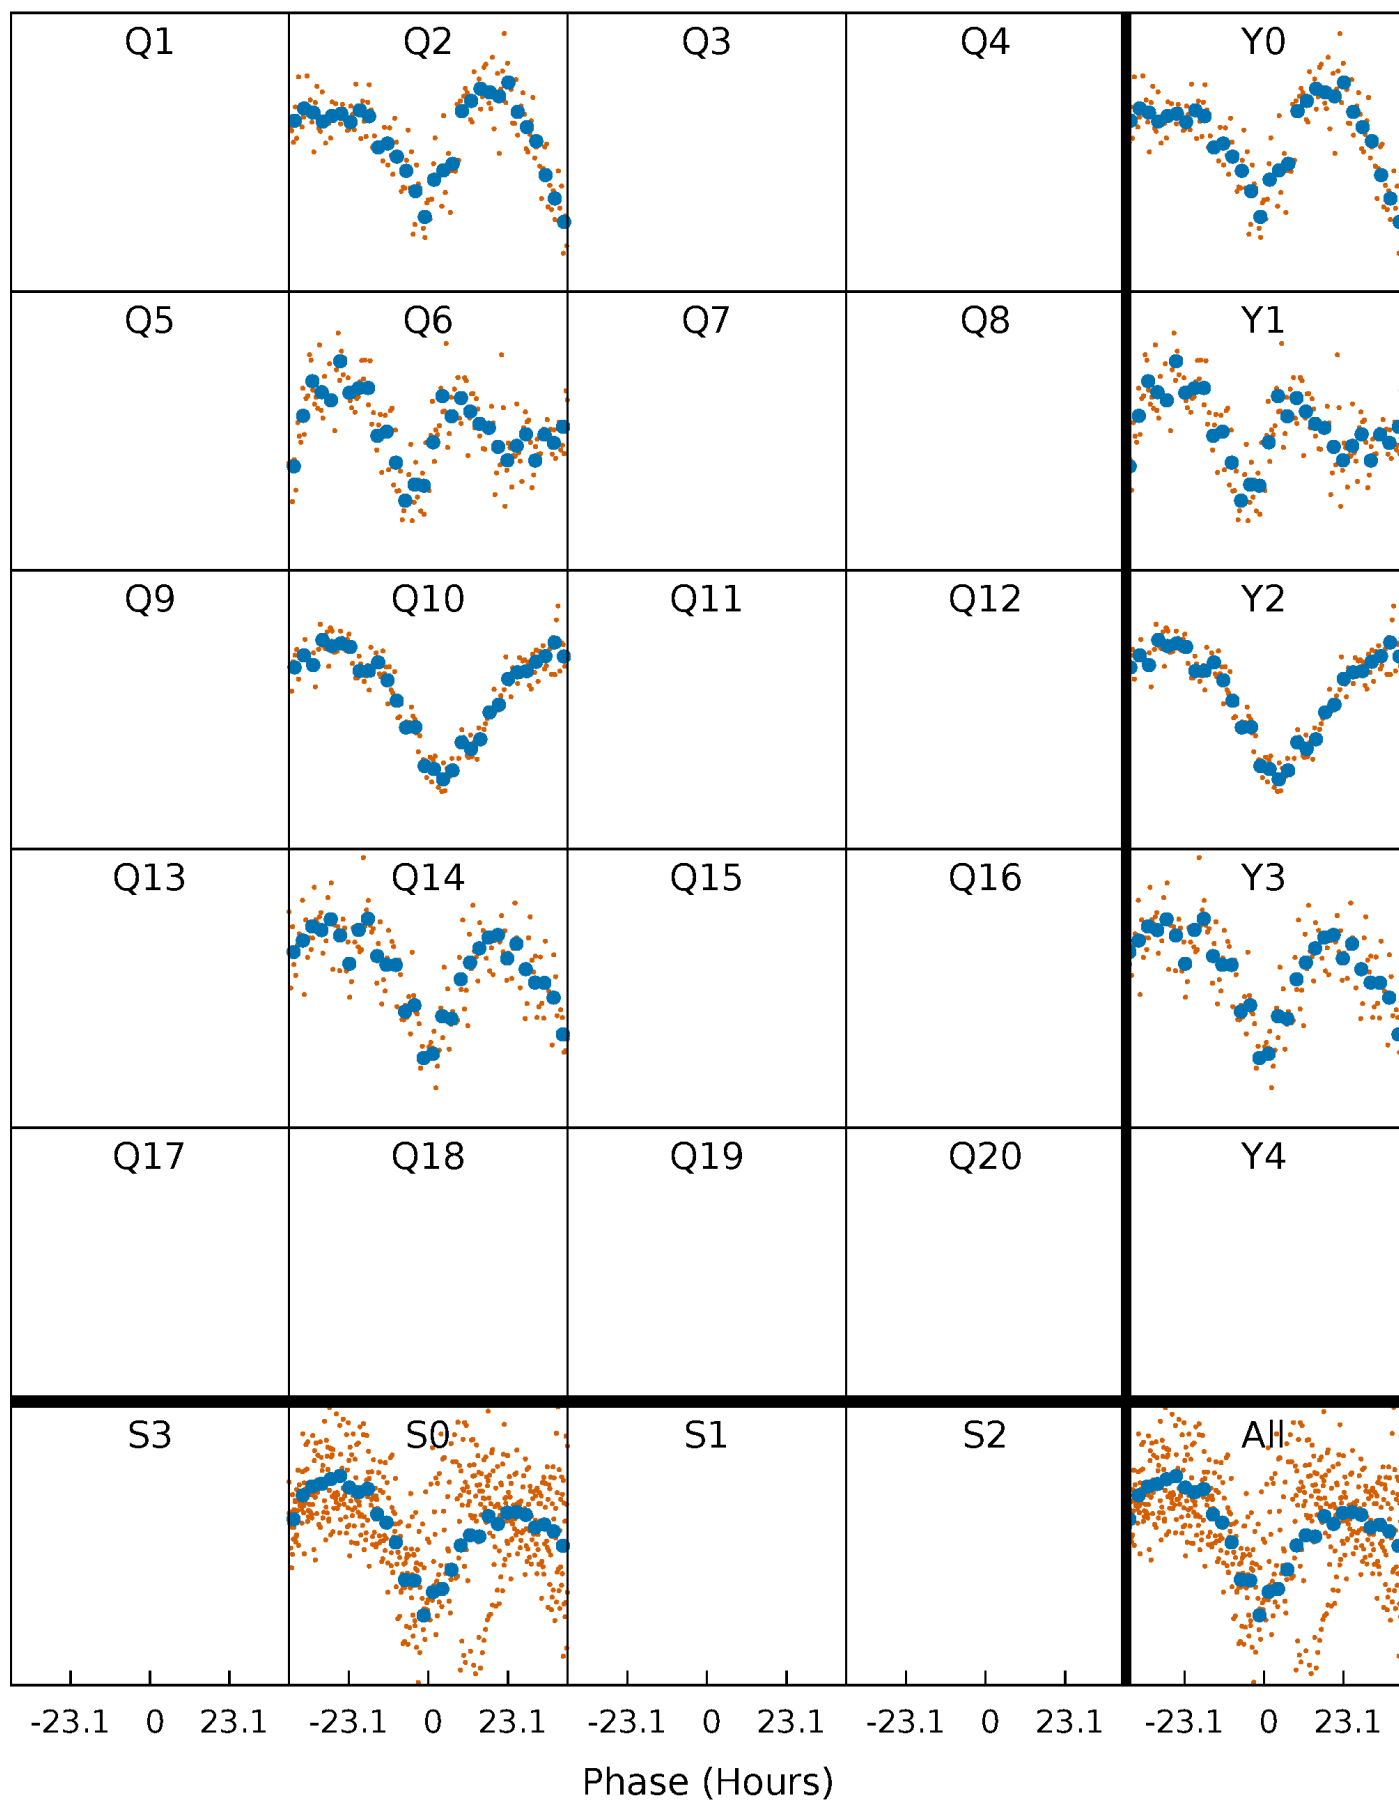 Q1 Q2 Q3 Q4 Y0
Q5 Q6 Q7 Q8 Y1
Q9 Q10 Q11 Q12 Y2
Q13 Q14 Q15 Q16 Y3
Q17 Q18 Q19 Q20 Y4
S3 S0 S1 S2 All
-23.1 0 23.1 -23.1 0 23.1 -23.1 0 23.1 -23.1 0 23.1 -23.1 0 23.1
Phase (Hours)